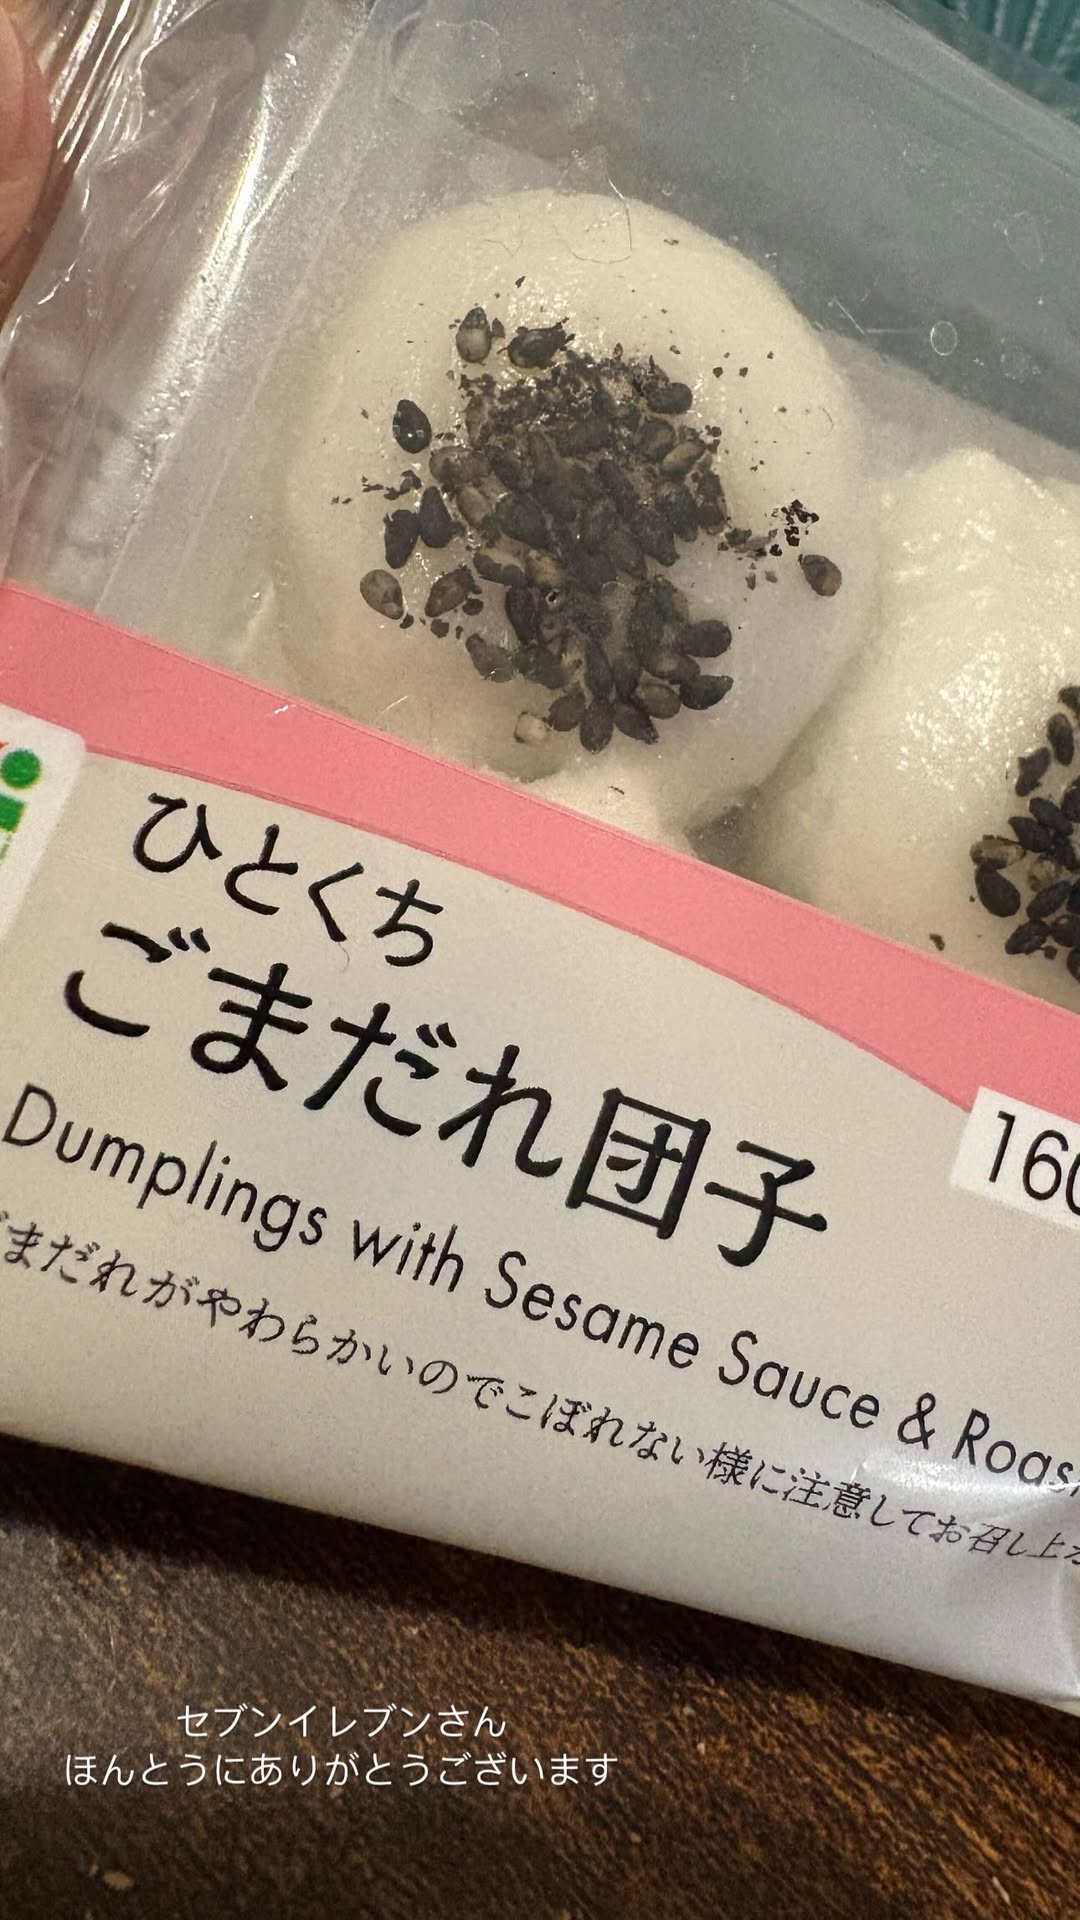 ひとくち
ごまだれ団子
160
Dumplings with Sesame Sauce &
まだれがやわらかいのでこぼれない様に注意してお召し上
セブンイレブンさん
ほんとうにありがとうございます